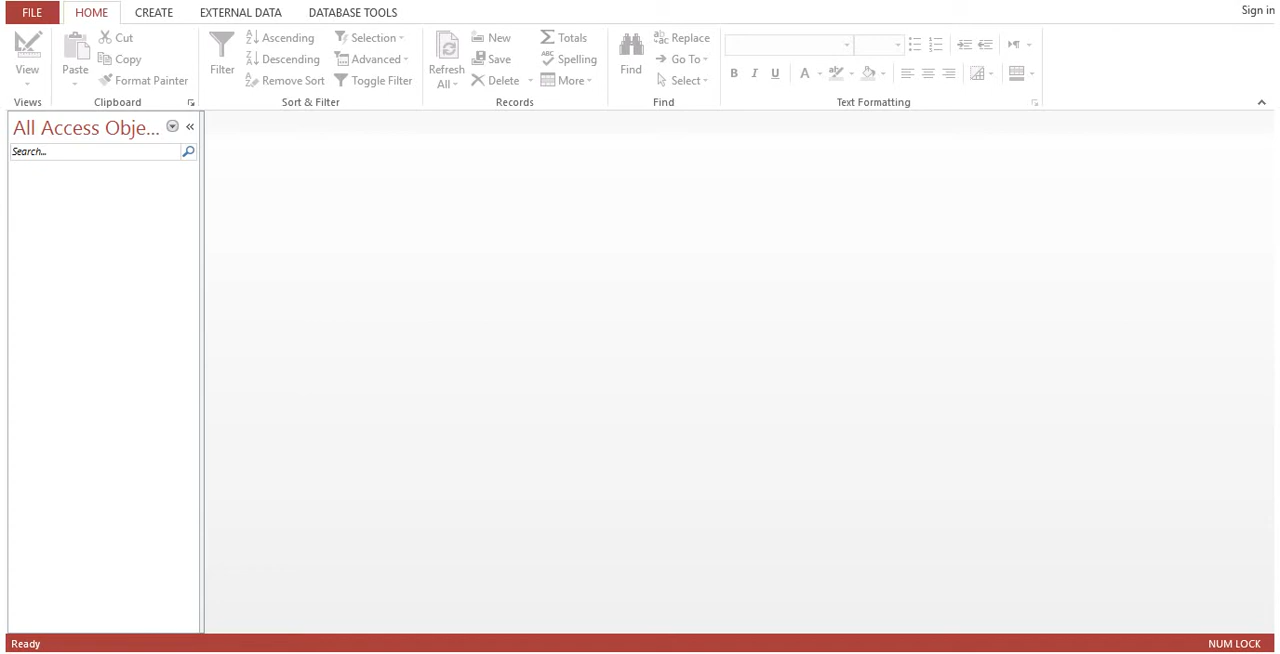 FILE HOME CREATE EXTERNAL DATA DATABASE TOOLS Sign in
View Paste Cut Copy Format Painter
Filter Ascending Descending Remove Sort Selection Advanced Toggle Filter
Refresh All New Save Delete Totals Spelling More
Find Replace Go To Select
B I U A
Views Clipboard Sort & Filter Records Find Text Formatting
All Access Obje...
Search...
Ready NUM LOCK